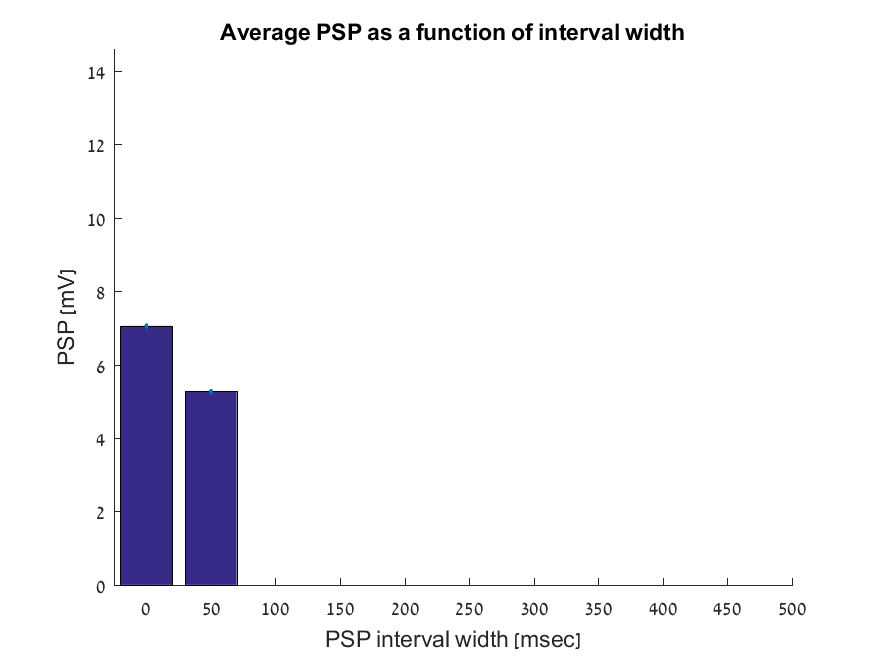 Average PSP as a function of interval width
14
12
10
8
6
4
2
0
PSP [mV]
0 50 100 150 200 250 300 350 400 450 500
PSP interval width [msec]